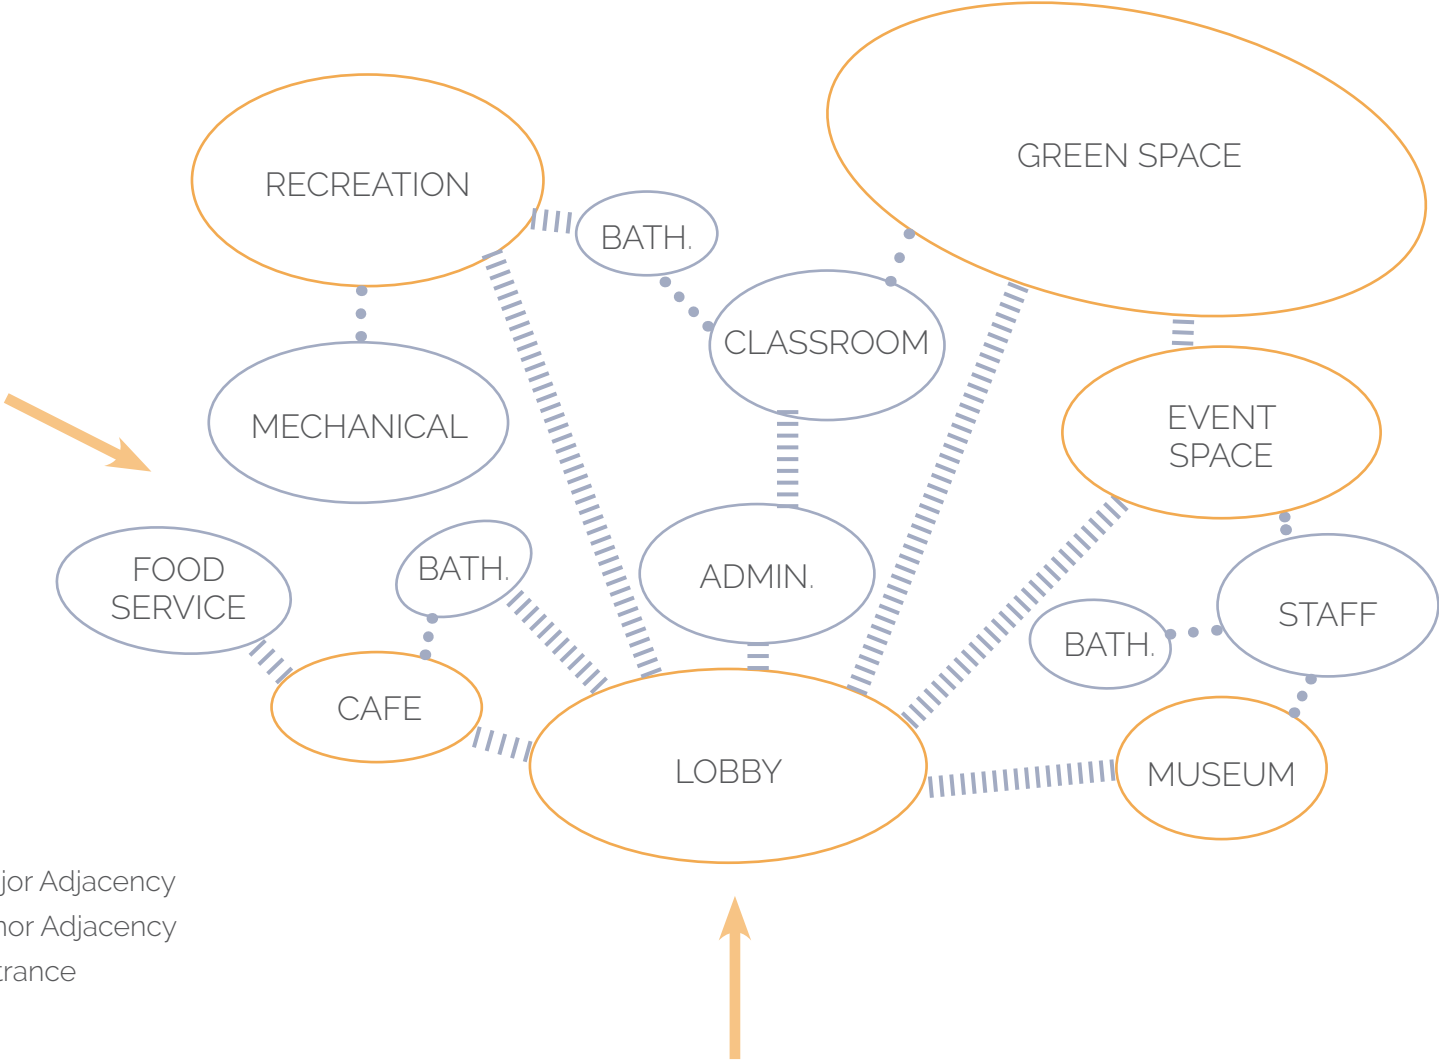 GREEN SPACE
RECREATION
BATH.
CLASSROOM
EVENT
SPACE
MECHANICAL
FOOD
SERVICE
BATH.
ADMIN.
STAFF
BATH.
CAFE
LOBBY
MUSEUM
jor Adjacency
nor Adjacency
trance